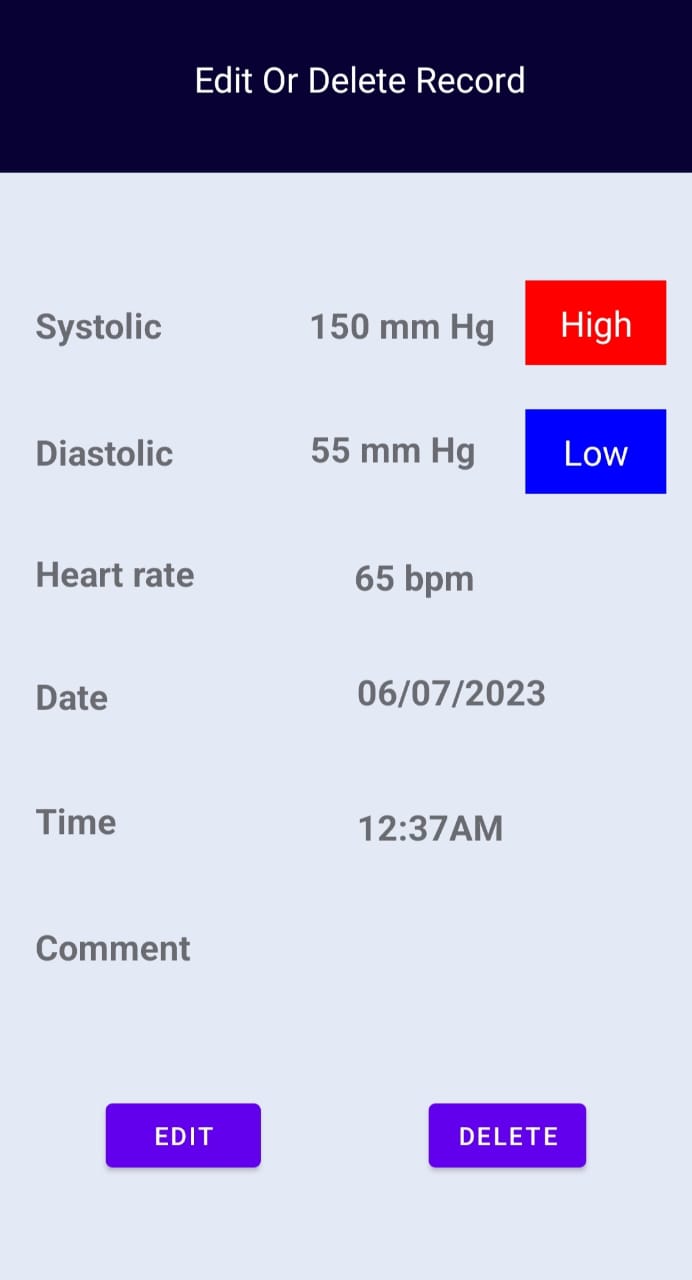 Edit Or Delete Record
Systolic 150 mm Hg High
Diastolic 55 mm Hg Low
Heart rate 65 bpm
Date 06/07/2023
Time 12:37AM
Comment
EDIT DELETE